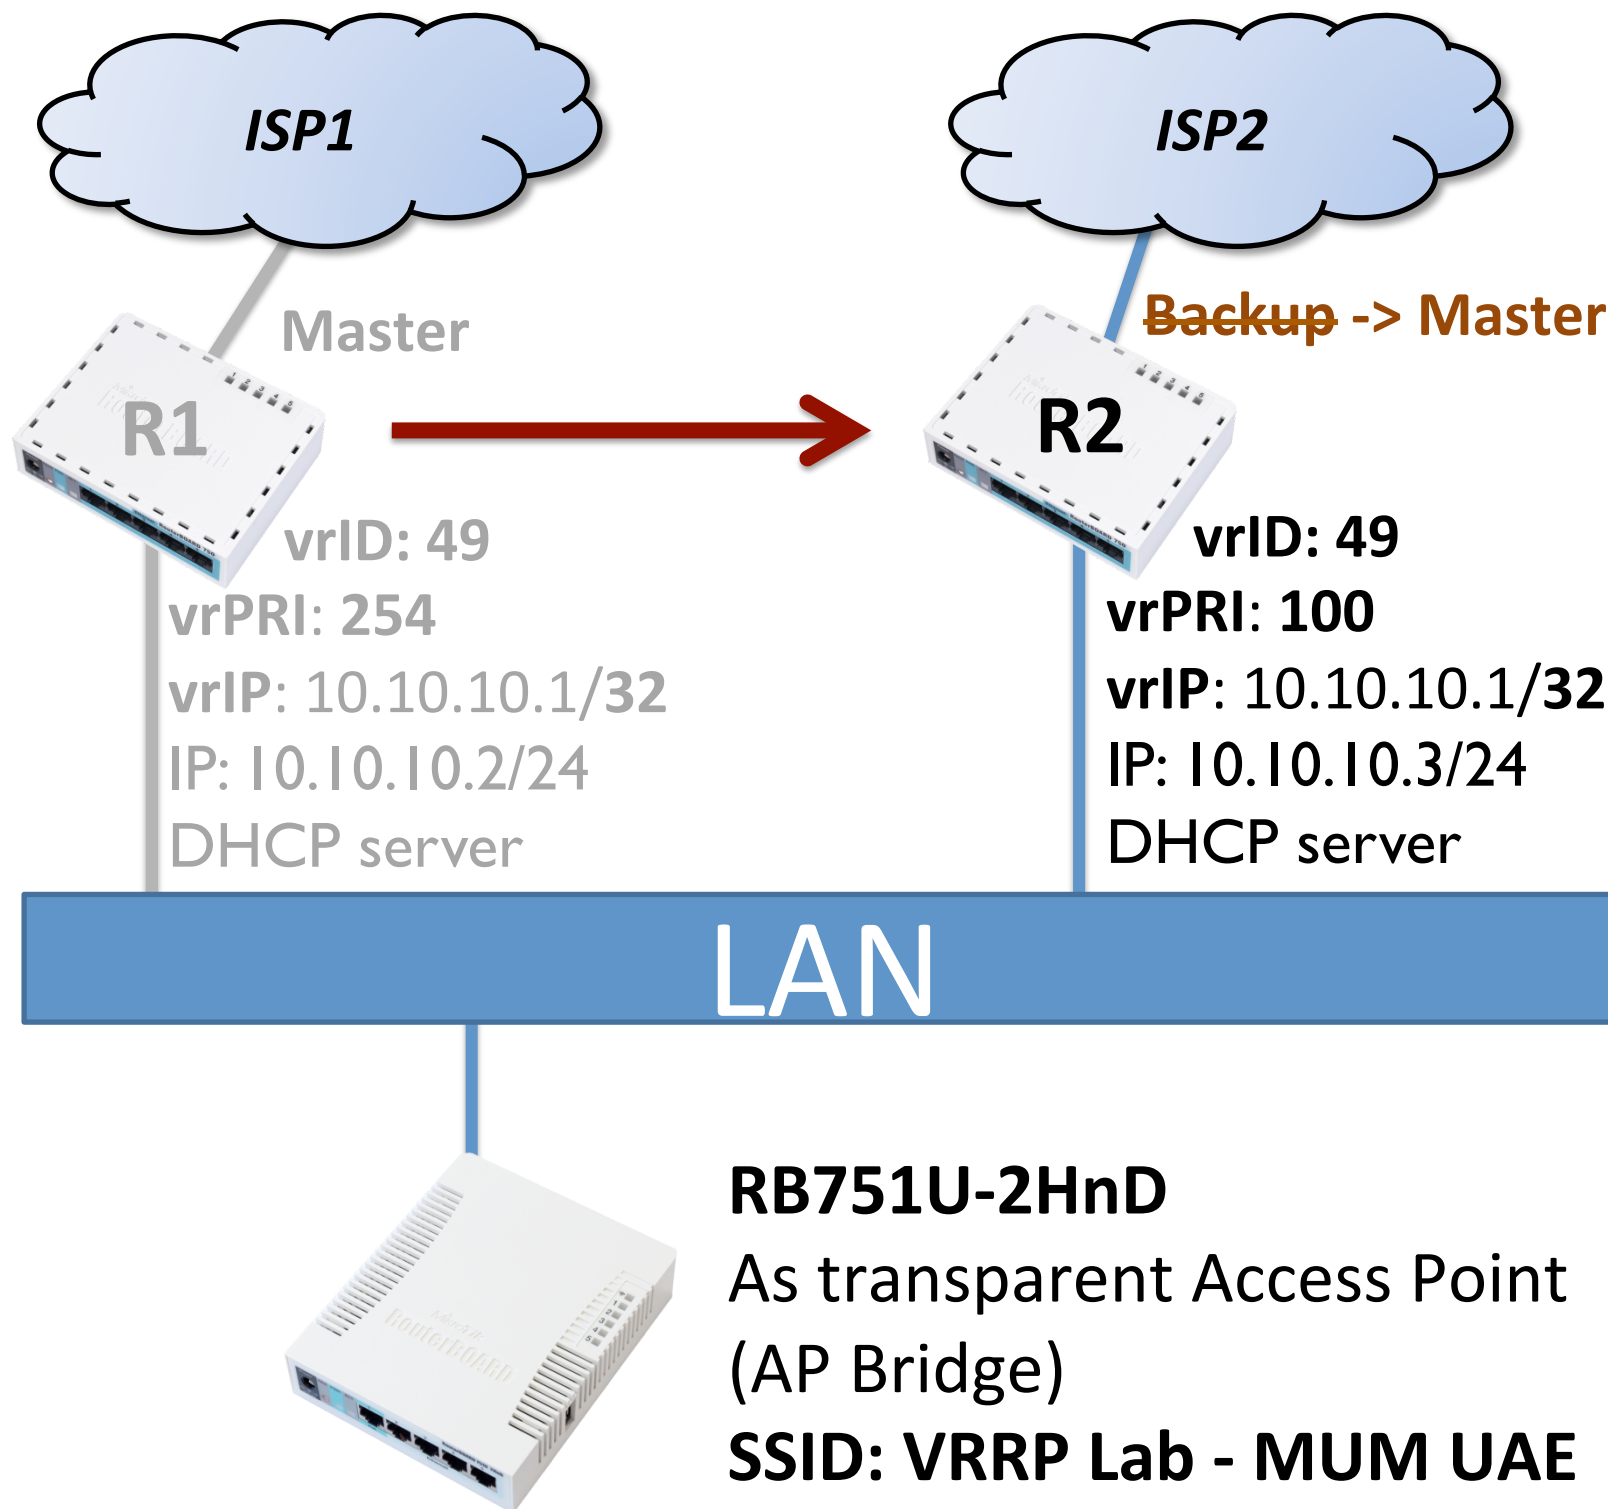 ISP1
ISP2
Master
Backup -> Master
R1
R2
vrID: 49
vrPRI: 254
vrIP: 10.10.10.1/32
IP: 10.10.10.2/24
DHCP server
vrID: 49
vrPRI: 100
vrIP: 10.10.10.1/32
IP: 10.10.10.3/24
DHCP server
LAN
RB751U-2HnD
As transparent Access Point
(AP Bridge)
SSID: VRRP Lab - MUM UAE
MikroTik
RouterBOARD